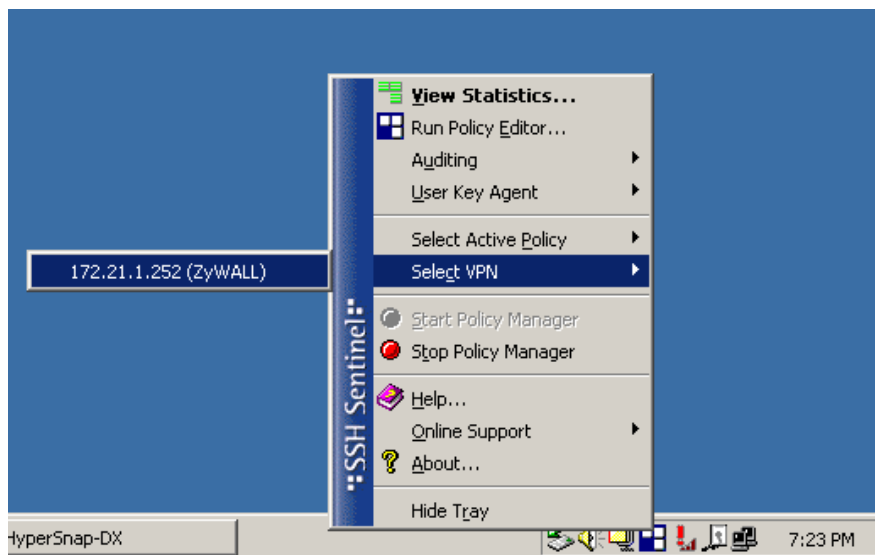 View Statistics...
Run Policy Editor...
Auditing
User Key Agent
Select Active Policy
172.21.1.252 (ZyWALL)
Select VPN
Start Policy Manager
Stop Policy Manager
Help...
Online Support
About...
Hide Tray
SSH Sentinel
HyperSnap-DX
7:23 PM